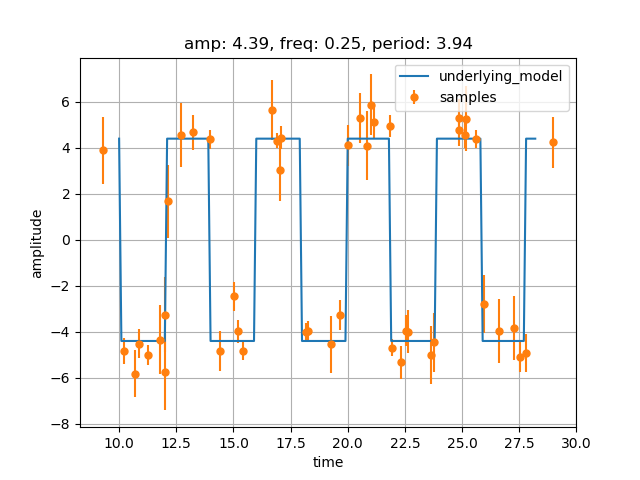 amp: 4.39, freq: 0.25, period: 3.94
underlying_model
samples
amplitude
6
4
2
0
−2
−4
−6
−8
10.0 12.5 15.0 17.5 20.0 22.5 25.0 27.5 30.0
time